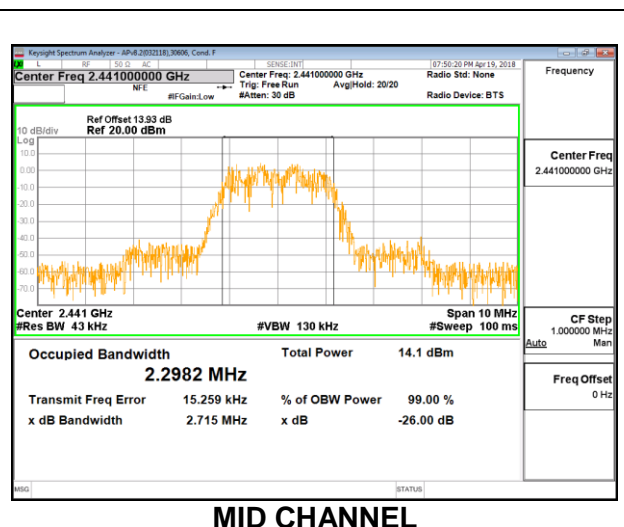 Keysight Spectrum Analyzer - APv8.2(032118),30606, Cond. F
L RF 50 Ω AC SENSE:INT 07:50:20 PM Apr 19, 2018
Center Freq 2.441000000 GHz
NFE
#IFGain:Low
Center Freq: 2.441000000 GHz
Trig: Free Run Avg|Hold: 20/20
#Atten: 30 dB
Radio Std: None
Radio Device: BTS
Frequency
Ref Offset 13.93 dB
10 dB/div Ref 20.00 dBm
Log
10.0
0.00
-10.0
-20.0
-30.0
-40.0
-50.0
-60.0
-70.0
Center Freq
2.441000000 GHz
Center 2.441 GHz Span 10 MHz
#Res BW 43 kHz #VBW 130 kHz #Sweep 100 ms
CF Step
1.000000 MHz
Auto Man
Freq Offset
0 Hz
Occupied Bandwidth Total Power 14.1 dBm
2.2982 MHz
Transmit Freq Error 15.259 kHz % of OBW Power 99.00 %
x dB Bandwidth 2.715 MHz x dB -26.00 dB
MSG STATUS
MID CHANNEL